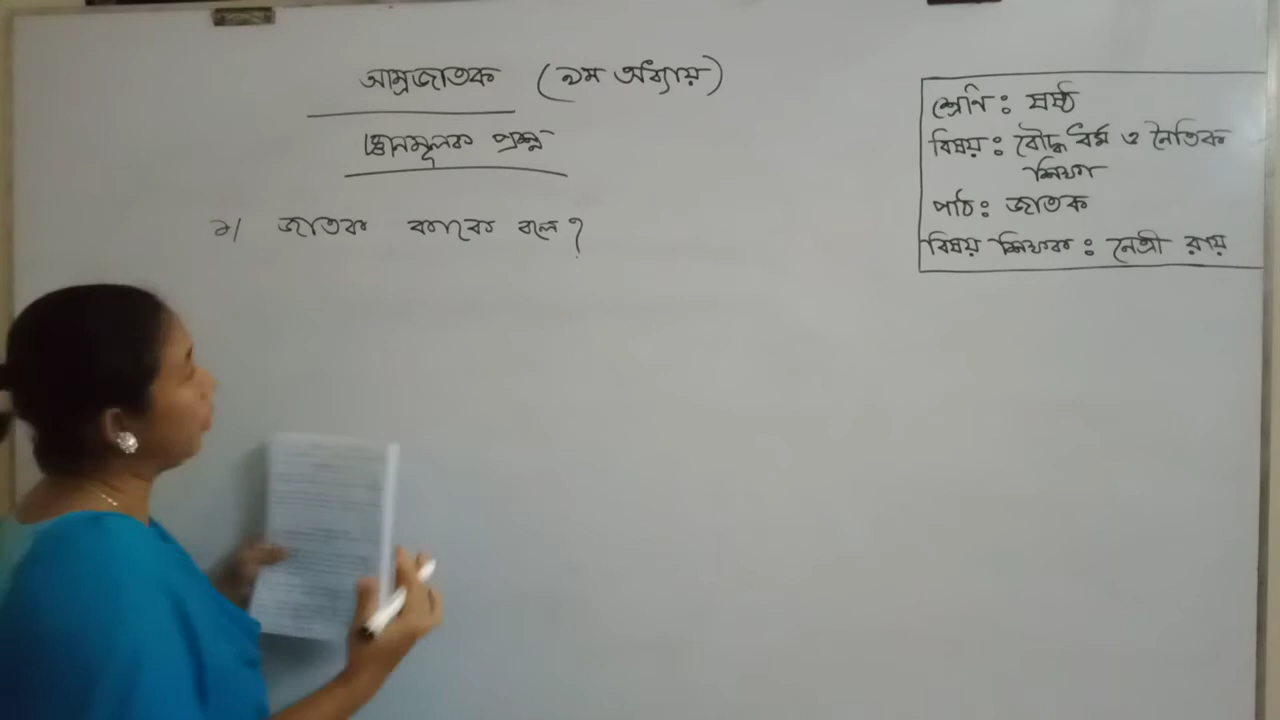 আম্রজাতক (৯ম অধ্যায়)
জ্ঞানমূলক প্রশ্ন
১। জাতক কাকে বলে?
শ্রেণি : ষষ্ঠ
বিষয় : বৌদ্ধ ধর্ম ও নৈতিক
শিক্ষা
পাঠ : জাতক
বিষয় শিক্ষক : নেত্রী রায়